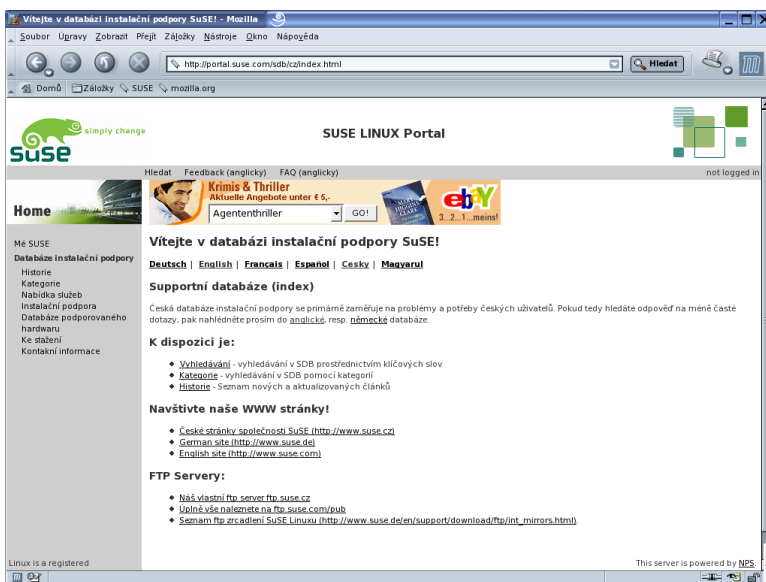 Vítejte v databázi instalační podpory SuSE! - Mozilla
Soubor Úpravy Zobrazit Přejít Záložky Nástroje Okno Nápověda
http://portal.suse.com/sdb/cz/index.html
Hledat
Domů Záložky SUSE mozilla.org
simply change
SUSE
SUSE LINUX Portal
Hledat Feedback (anglicky) FAQ (anglicky) not logged in
Home
Krimis & Thriller
Aktuelle Angebote unter € 5,-
Agententhriller GO!
ebay
3...2...1...meins!
Mé SUSE
Databáze instalační podpory
Historie
Kategorie
Nabídka služeb
Instalační podpora
Databáze podporovaného
hardwaru
Ke stažení
Kontakní informace
Vítejte v databázi instalační podpory SuSE!
Deutsch | English | Français | Español | Cesky | Magyarul
Supportní databáze (index)
Česká databáze instalační podpory se primámě zaměřuje na problémy a potřeby českých uživatelů. Pokud tedy hledáte odpověď na méně časté
dotazy, pak nahlédněte prosím do anglické, resp. německé databáze.
K dispozici je:
Vyhledávání - vyhledávání v SDB prostřednictvím klíčových slov
Kategorie - vyhledávání v SDB pomocí kategorií
Historie - Seznam nových a aktualizovaných článků
Navštivte naše WWW stránky!
České stránky společnosti SuSE (http://www.suse.cz)
German site (http://www.suse.de)
English site (http://www.suse.com)
FTP Servery:
Náš vlastní ftp server ftp.suse.cz
Úplně vše naleznete na ftp.suse.com/pub
Seznam ftp zrcadlení SuSE Linuxu (http://www.suse.de/en/support/download/ftp/int_mirrors.html).
Linux is a registered
This server is powered by NPS